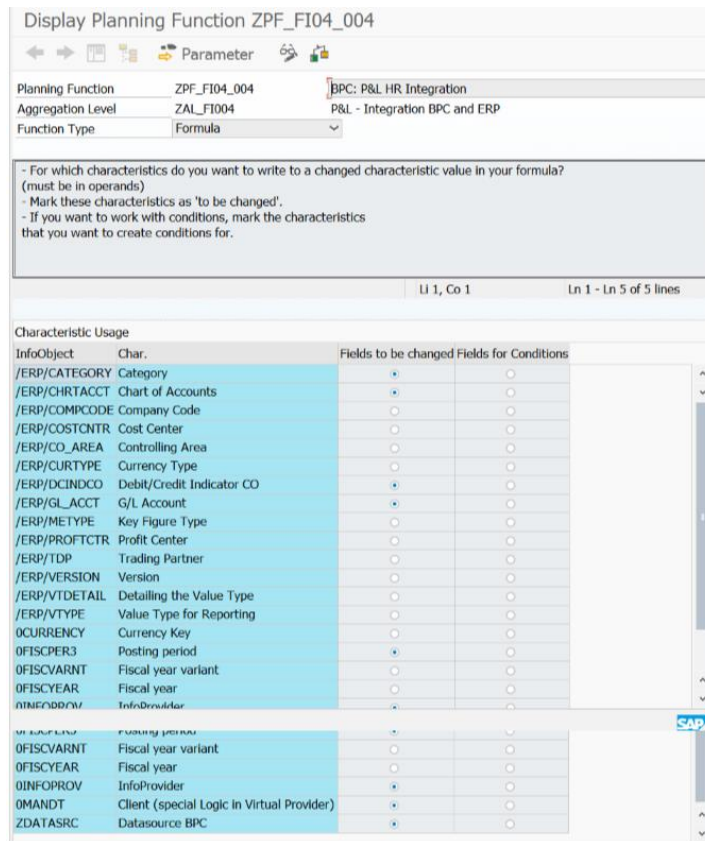 Display Planning Function ZPF_FI04_004
Parameter
Planning Function ZPF_FI04_004 BPC: P&L HR Integration
Aggregation Level ZAL_FI004 P&L - Integration BPC and ERP
Function Type Formula
- For which characteristics do you want to write to a changed characteristic value in your formula?
(must be in operands)
- Mark these characteristics as 'to be changed'.
- If you want to work with conditions, mark the characteristics
that you want to create conditions for.
Li 1, Co 1 Ln 1 - Ln 5 of 5 lines
Characteristic Usage
InfoObject Char. Fields to be changed Fields for Conditions
/ERP/CATEGORY Category
/ERP/CHRTACCT Chart of Accounts
/ERP/COMPCODE Company Code
/ERP/COSTCNTR Cost Center
/ERP/CO_AREA Controlling Area
/ERP/CURTYPE Currency Type
/ERP/DCINDCO Debit/Credit Indicator CO
/ERP/GL_ACCT G/L Account
/ERP/METYPE Key Figure Type
/ERP/PROFTCTR Profit Center
/ERP/TDP Trading Partner
/ERP/VERSION Version
/ERP/VTDETAIL Detailing the Value Type
/ERP/VTYPE Value Type for Reporting
0CURRENCY Currency Key
0FISCPER3 Posting period
0FISCVARNT Fiscal year variant
0FISCYEAR Fiscal year
0INFOPROV InfoProvider
SAP
0FISCPER3 Posting period
0FISCVARNT Fiscal year variant
0FISCYEAR Fiscal year
0INFOPROV InfoProvider
0MANDT Client (special Logic in Virtual Provider)
ZDATASRC Datasource BPC